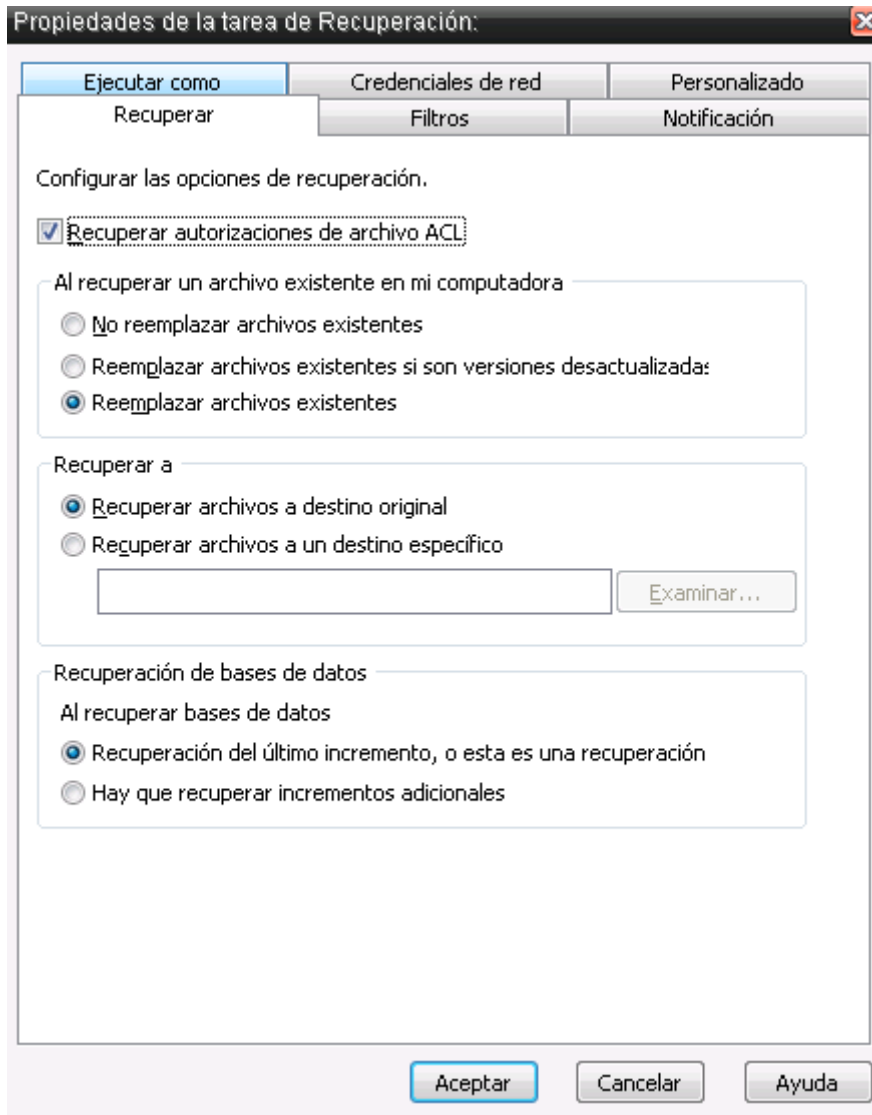 Propiedades de la tarea de Recuperación:
Ejecutar como
Credenciales de red
Personalizado
Recuperar
Filtros
Notificación
Configurar las opciones de recuperación.
Recuperar autorizaciones de archivo ACL
Al recuperar un archivo existente en mi computadora
No reemplazar archivos existentes
Reemplazar archivos existentes si son versiones desactualizadas
Reemplazar archivos existentes
Recuperar a
Recuperar archivos a destino original
Recuperar archivos a un destino específico
Examinar...
Recuperación de bases de datos
Al recuperar bases de datos
Recuperación del último incremento, o esta es una recuperación
Hay que recuperar incrementos adicionales
Aceptar
Cancelar
Ayuda